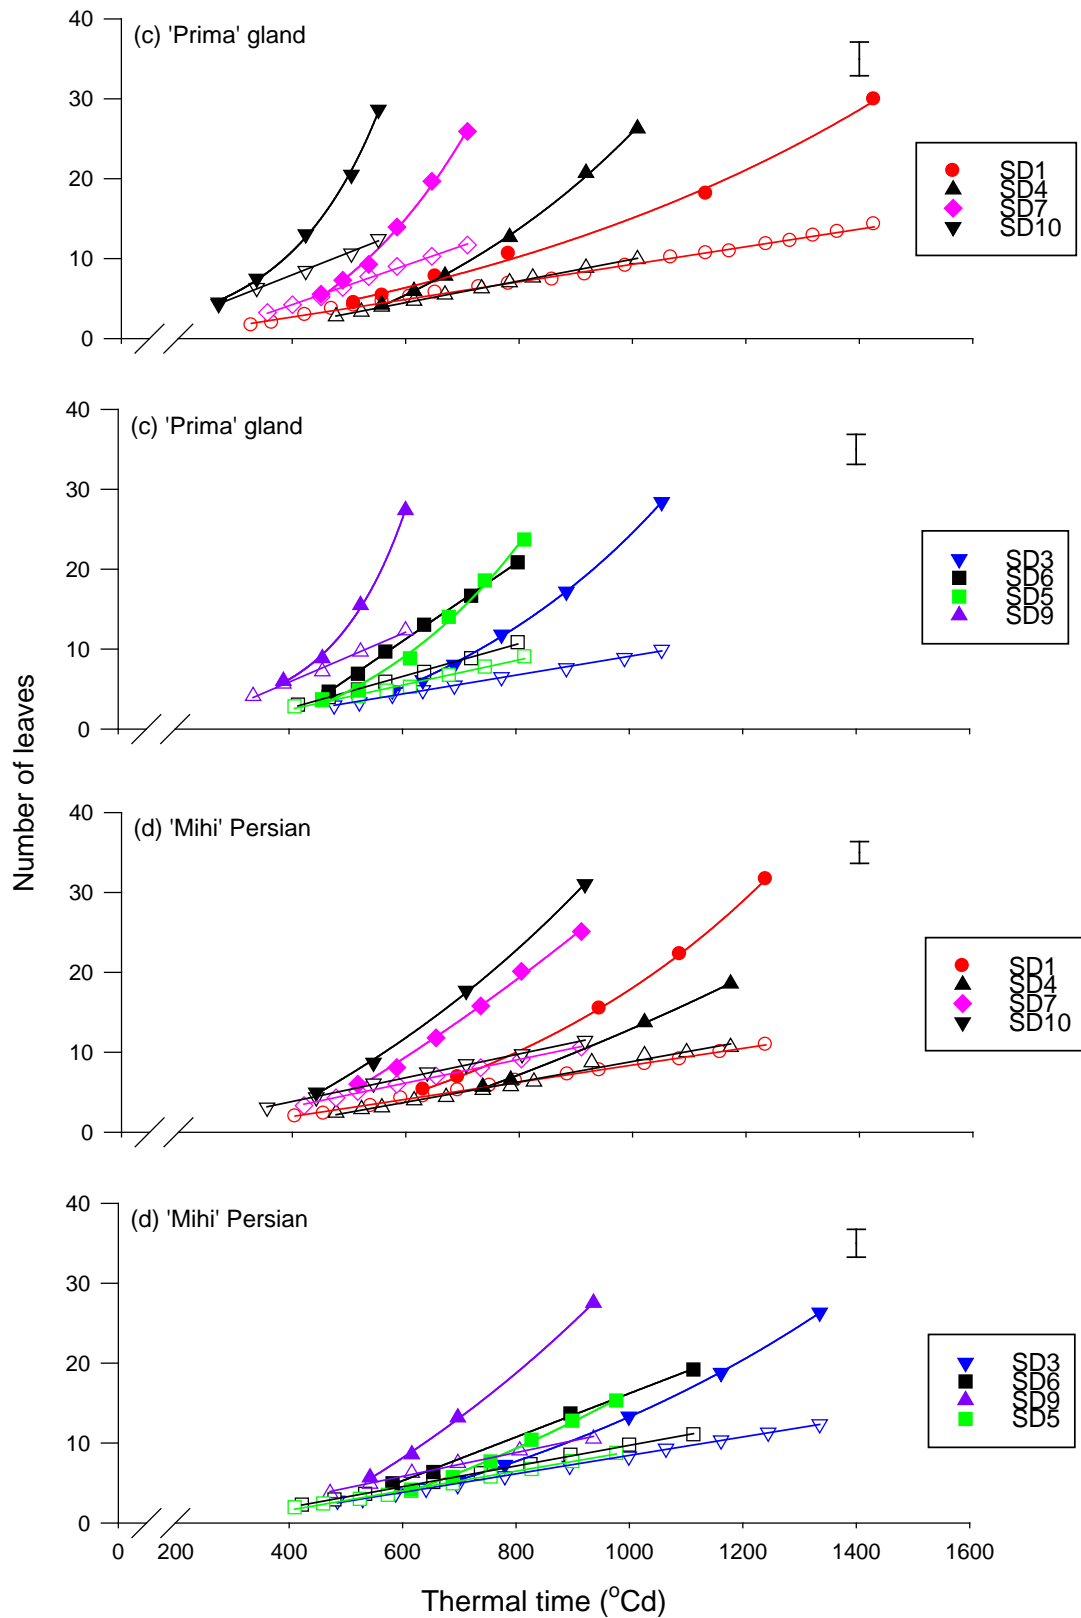 40
(c) 'Prima' gland
30
20
10
0
SD1
SD4
SD7
SD10
40
(c) 'Prima' gland
30
20
10
0
SD3
SD6
SD5
SD9
Number of leaves
40
(d) 'Mihi' Persian
30
20
10
0
SD1
SD4
SD7
SD10
40
(d) 'Mihi' Persian
30
20
10
0
SD3
SD6
SD9
SD5
0 200 400 600 800 1000 1200 1400 1600
Thermal time (°Cd)